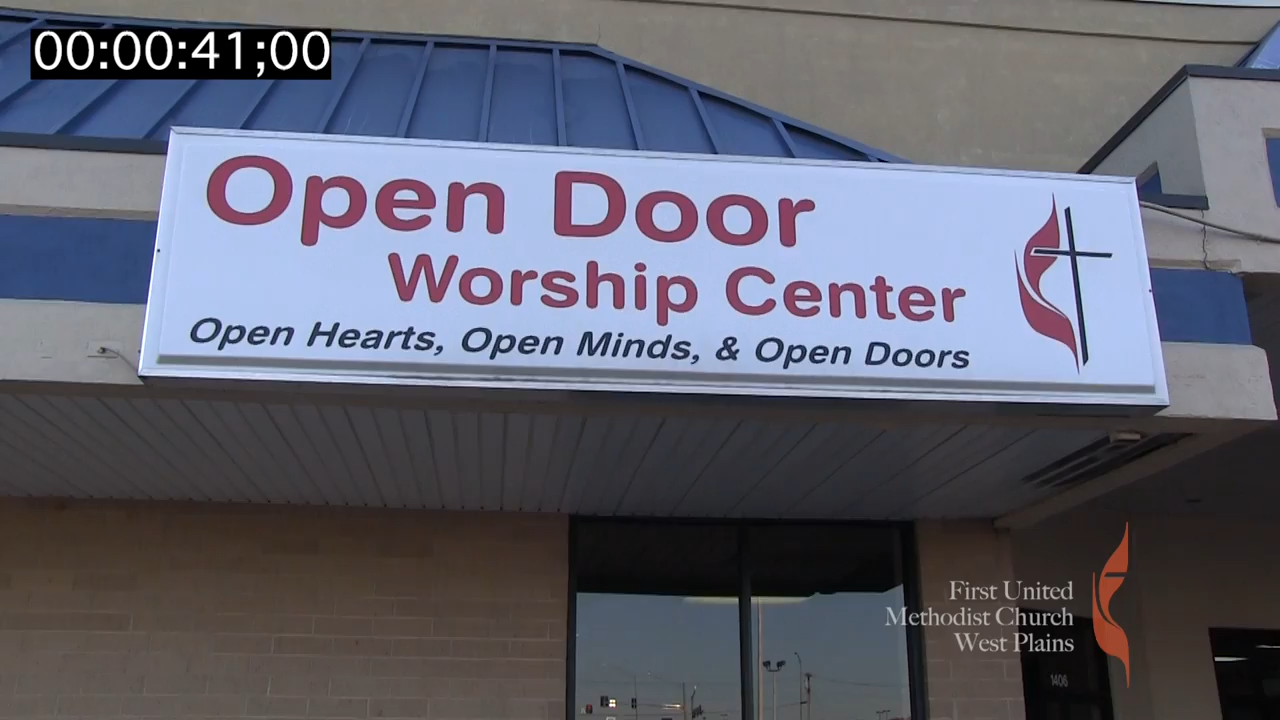 00:00:41;00
Open Door
Worship Center
Open Hearts, Open Minds, & Open Doors
First United
Methodist Church
West Plains
1406